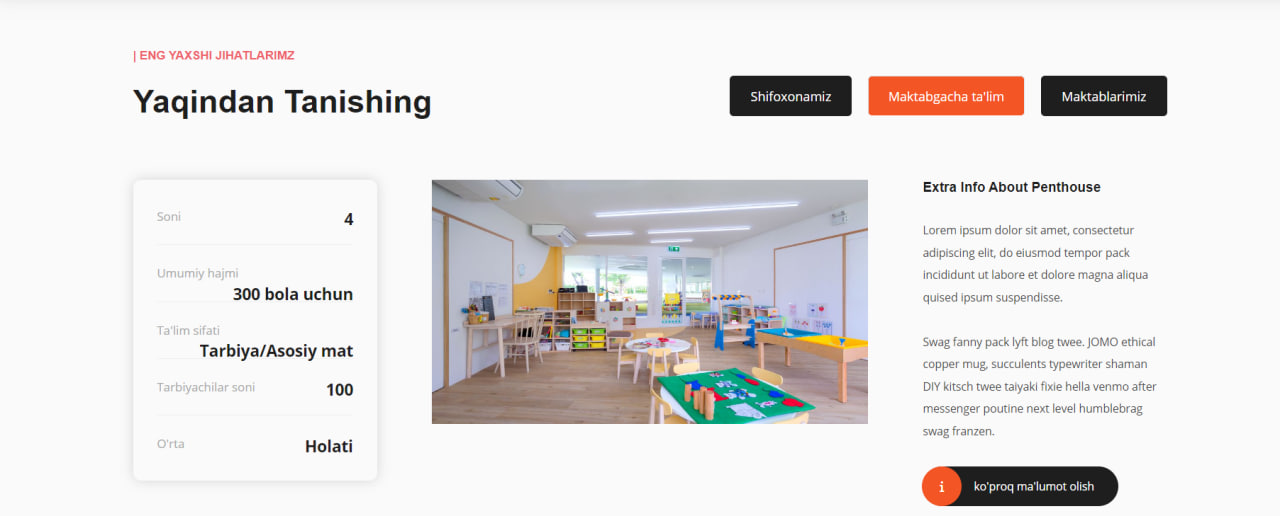 | ENG YAXSHI JIHATLARIMZ
Yaqindan Tanishing
Shifoxonamiz
Maktabgacha ta'lim
Maktablarimiz
Soni
4
Umumiy hajmi
300 bola uchun
Ta'lim sifati
Tarbiya/Asosiy mat
Tarbiyachilar soni
100
O'rta
Holati
Extra Info About Penthouse
Lorem ipsum dolor sit amet, consectetur
adipiscing elit, do eiusmod tempor pack
incididunt ut labore et dolore magna aliqua
quised ipsum suspendisse.
Swag fanny pack lyft blog twee. JOMO ethical
copper mug, succulents typewriter shaman
DIY kitsch twee taiyaki fixie hella venmo after
messenger poutine next level humblebrag
swag franzen.
i
ko'proq ma'lumot olish